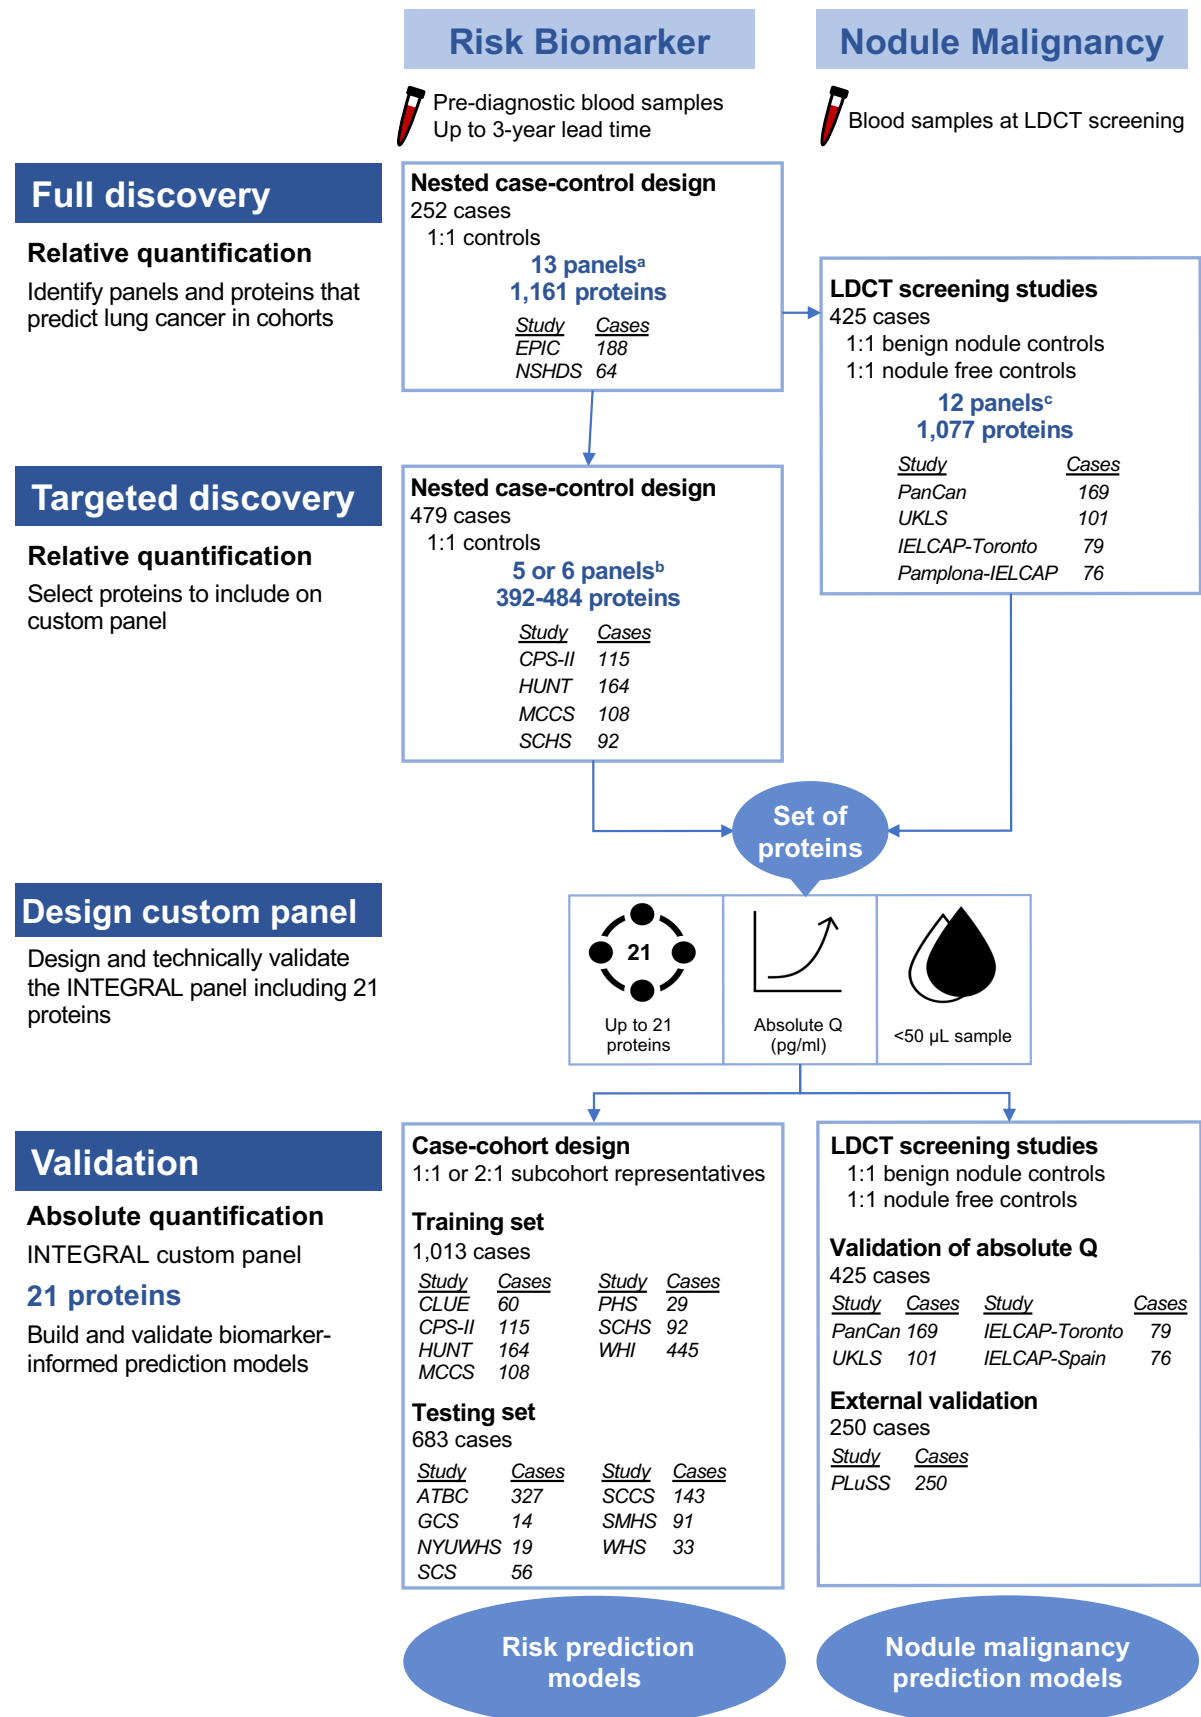 Risk Biomarker
Nodule Malignancy
Pre-diagnostic blood samples
Up to 3-year lead time
Blood samples at LDCT screening
Full discovery
Relative quantification
Identify panels and proteins that
predict lung cancer in cohorts
Nested case-control design
252 cases
1:1 controls
13 panelsᵃ
1,161 proteins
Study Cases
EPIC 188
NSHDS 64
LDCT screening studies
425 cases
1:1 benign nodule controls
1:1 nodule free controls
12 panelsᶜ
1,077 proteins
Study Cases
PanCan 169
UKLS 101
IELCAP-Toronto 79
Pamplona-IELCAP 76
Targeted discovery
Relative quantification
Select proteins to include on
custom panel
Nested case-control design
479 cases
1:1 controls
5 or 6 panelsᵇ
392-484 proteins
Study Cases
CPS-II 115
HUNT 164
MCCS 108
SCHS 92
Set of
proteins
Design custom panel
Design and technically validate
the INTEGRAL panel including 21
proteins
21
Up to 21
proteins
Absolute Q
(pg/ml)
<50 µL sample
Validation
Absolute quantification
INTEGRAL custom panel
21 proteins
Build and validate biomarker-
informed prediction models
Case-cohort design
1:1 or 2:1 subcohort representatives
Training set
1,013 cases
Study Cases Study Cases
CLUE 60 PHS 29
CPS-II 115 SCHS 92
HUNT 164 WHI 445
MCCS 108
Testing set
683 cases
Study Cases Study Cases
ATBC 327 SCCS 143
GCS 14 SMHS 91
NYUWHS 19 WHS 33
SCS 56
LDCT screening studies
1:1 benign nodule controls
1:1 nodule free controls
Validation of absolute Q
425 cases
Study Cases Study Cases
PanCan 169 IELCAP-Toronto 79
UKLS 101 IELCAP-Spain 76
External validation
250 cases
Study Cases
PLuSS 250
Risk prediction
models
Nodule malignancy
prediction models